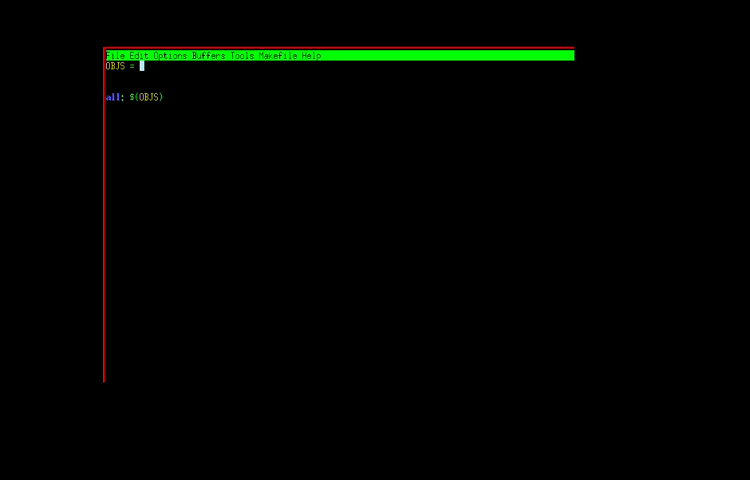 File Edit Options Buffers Tools Makefile Help
OBJS =
all: $(OBJS)